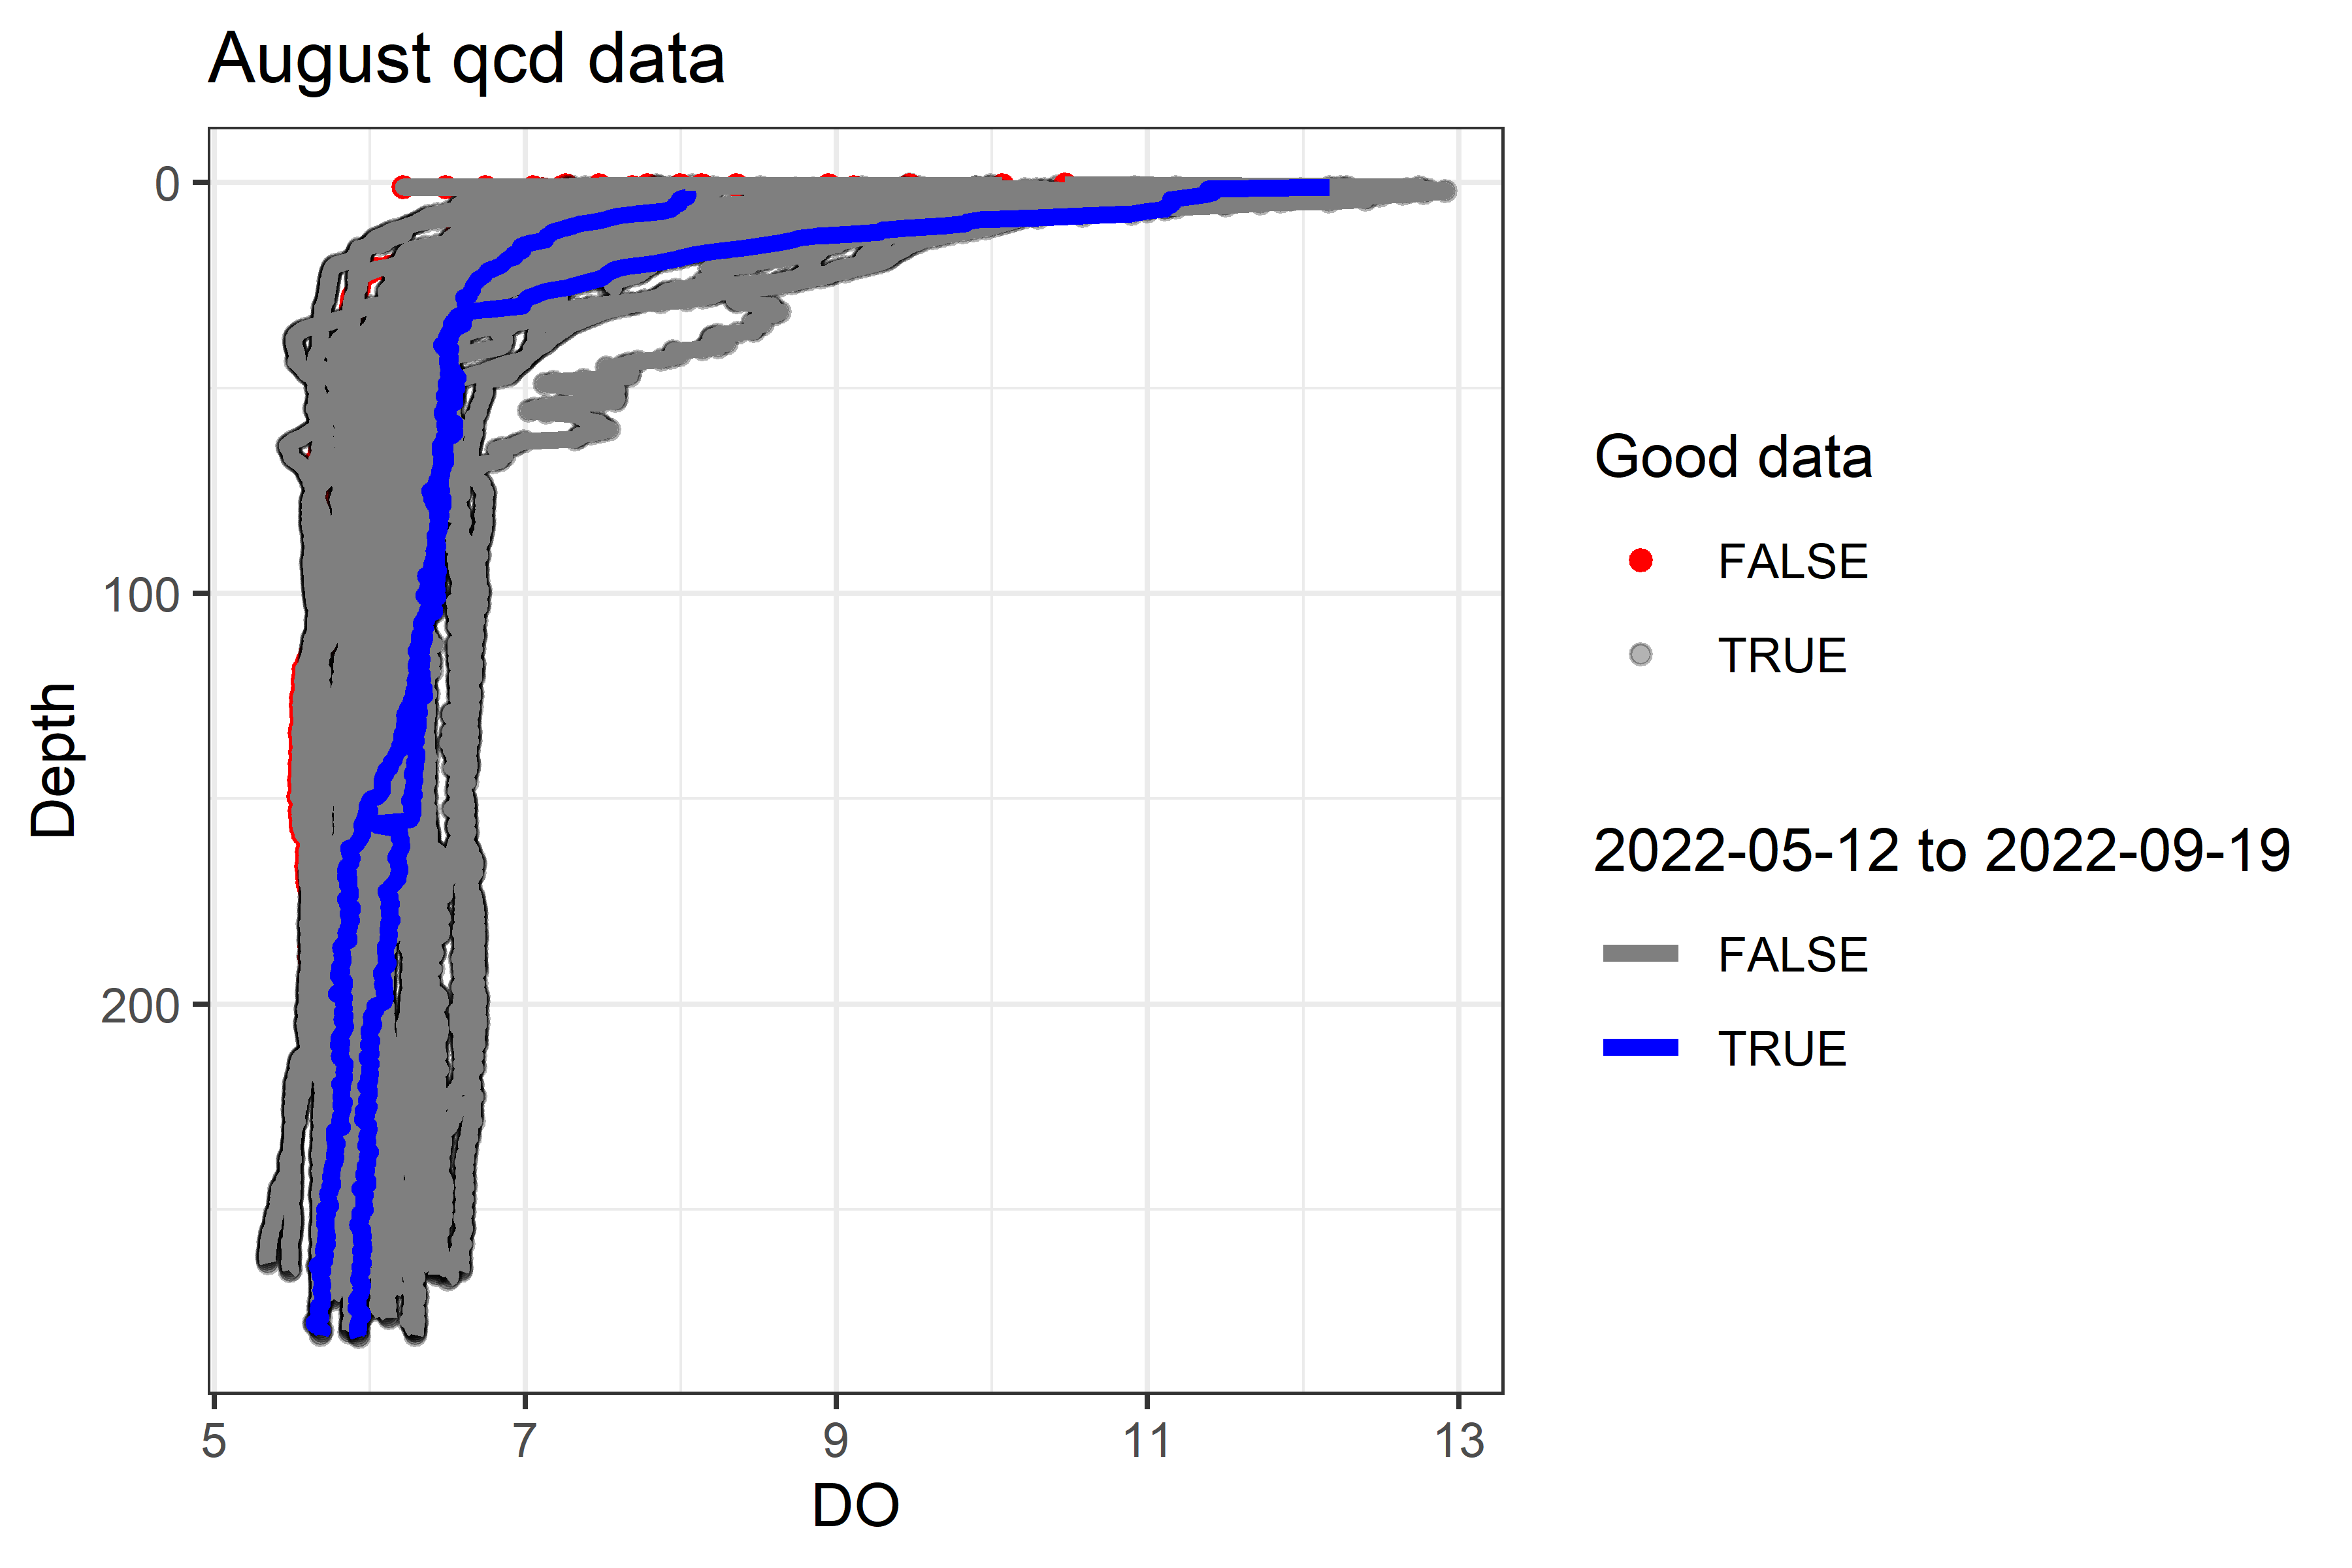 August qcd data
0
100
200
Depth
5 7 9 11 13
DO
Good data
FALSE
TRUE
2022-05-12 to 2022-09-19
FALSE
TRUE